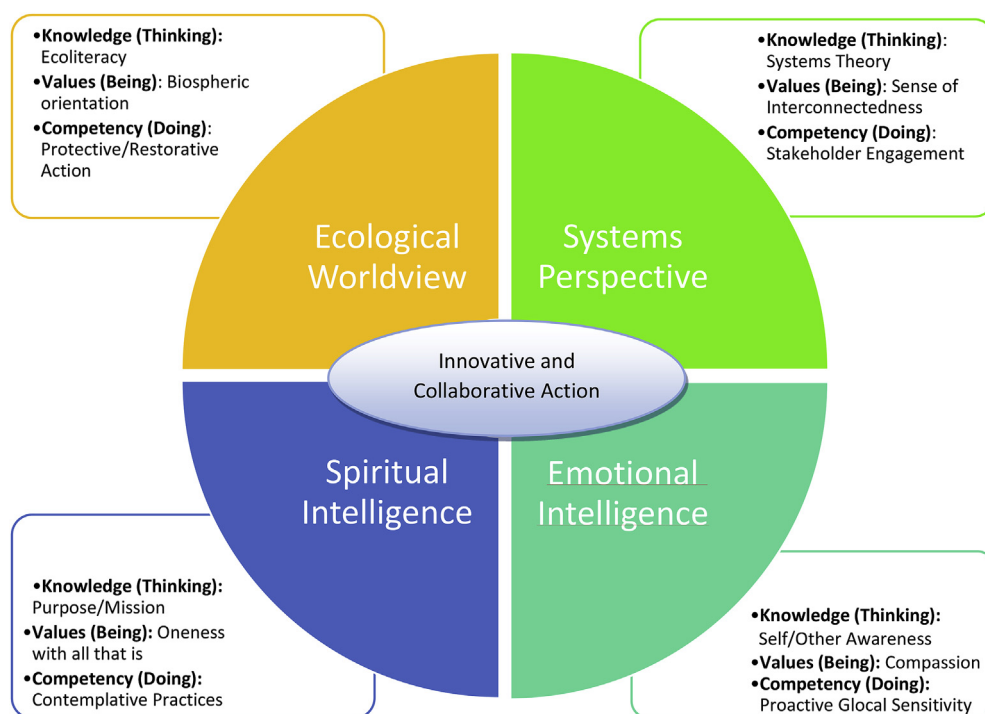 •Knowledge (Thinking):
Ecoliteracy
•Values (Being): Biospheric
orientation
•Competency (Doing):
Protective/Restorative
Action
•Knowledge (Thinking):
Systems Theory
•Values (Being): Sense of
Interconnectedness
•Competency (Doing):
Stakeholder Engagement
Ecological
Worldview
Systems
Perspective
Innovative and
Collaborative Action
Spiritual
Intelligence
Emotional
Intelligence
•Knowledge (Thinking):
Purpose/Mission
•Values (Being): Oneness
with all that is
•Competency (Doing):
Contemplative Practices
•Knowledge (Thinking):
Self/Other Awareness
•Values (Being): Compassion
•Competency (Doing):
Proactive Glocal Sensitivity